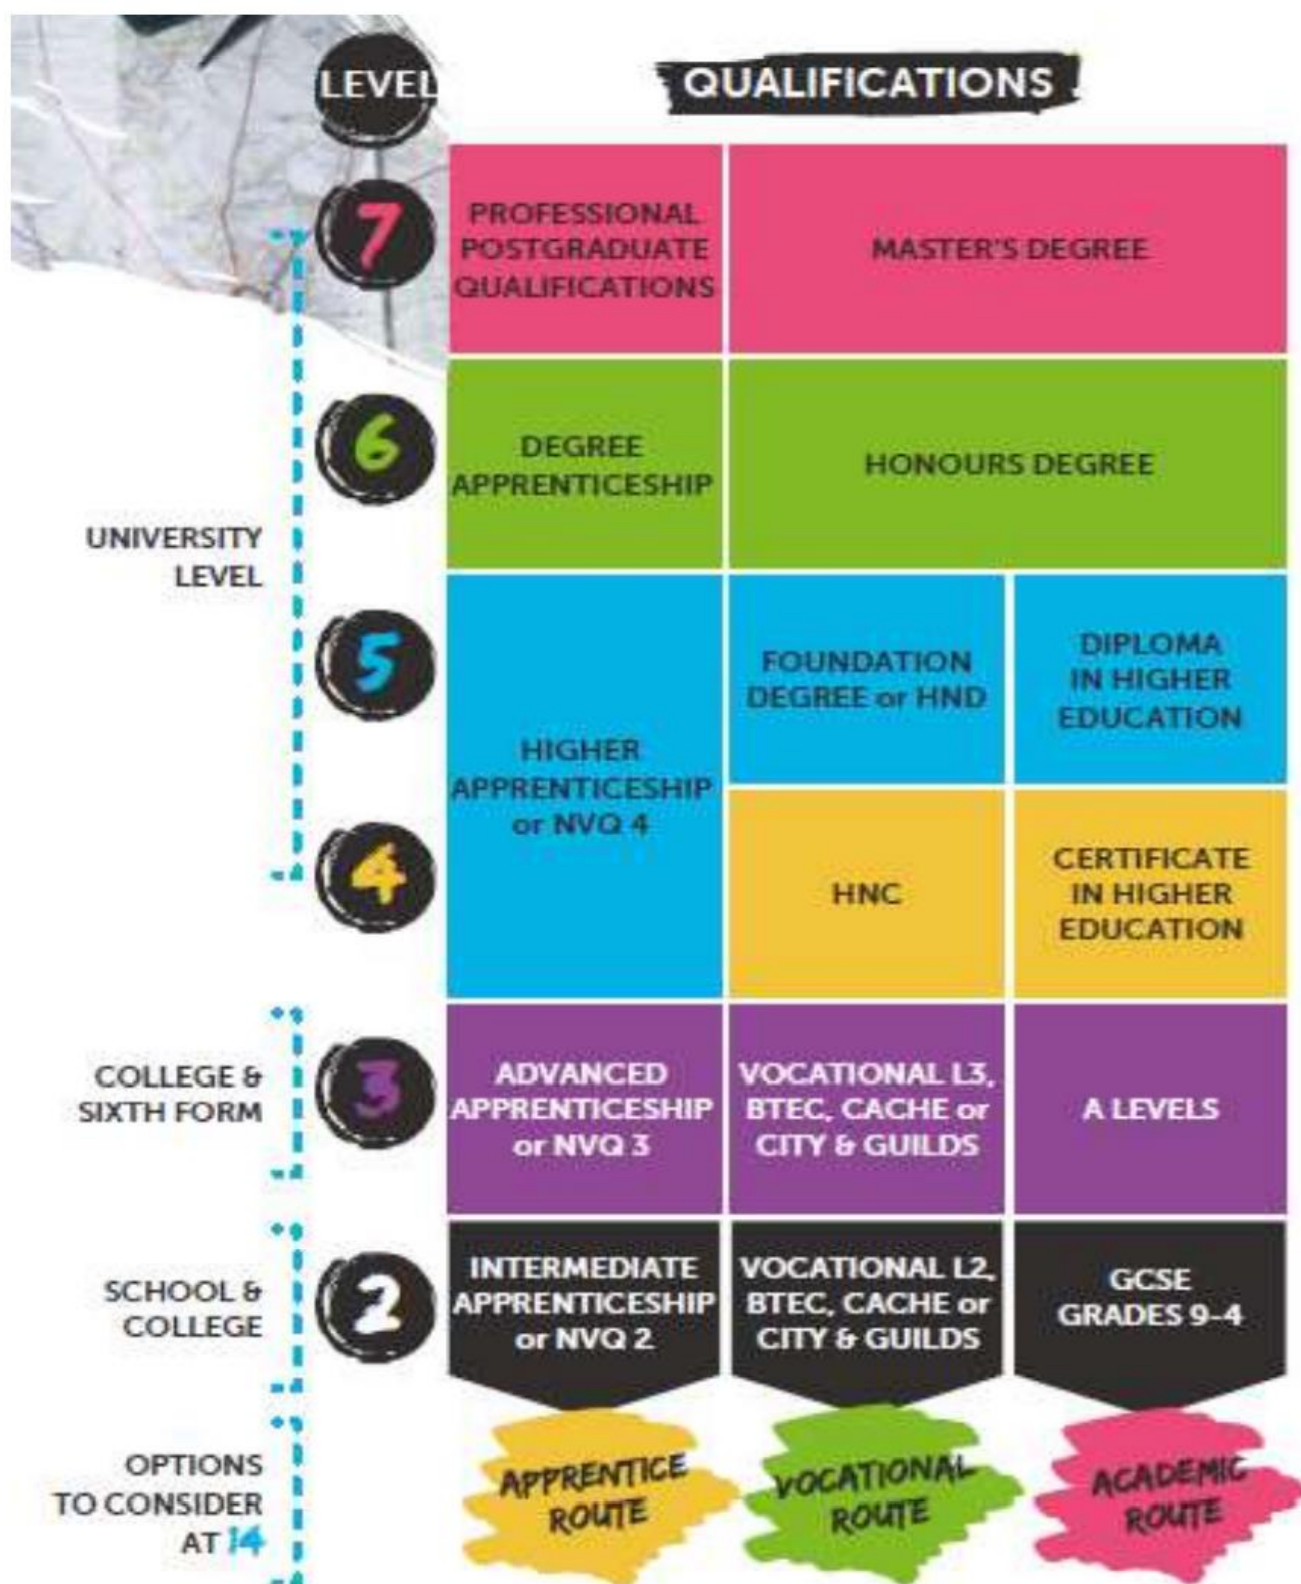 LEVEL
QUALIFICATIONS
7
PROFESSIONAL
POSTGRADUATE
QUALIFICATIONS
MASTER'S DEGREE
6
DEGREE
APPRENTICESHIP
HONOURS DEGREE
UNIVERSITY
LEVEL
5
HIGHER
APPRENTICESHIP
or NVQ 4
FOUNDATION
DEGREE or HND
DIPLOMA
IN HIGHER
EDUCATION
4
HNC
CERTIFICATE
IN HIGHER
EDUCATION
COLLEGE &
SIXTH FORM
3
ADVANCED
APPRENTICESHIP
or NVQ 3
VOCATIONAL L3,
BTEC, CACHE or
CITY & GUILDS
A LEVELS
SCHOOL &
COLLEGE
2
INTERMEDIATE
APPRENTICESHIP
or NVQ 2
VOCATIONAL L2,
BTEC, CACHE or
CITY & GUILDS
GCSE
GRADES 9-4
OPTIONS
TO CONSIDER
AT 14
APPRENTICE
ROUTE
VOCATIONAL
ROUTE
ACADEMIC
ROUTE